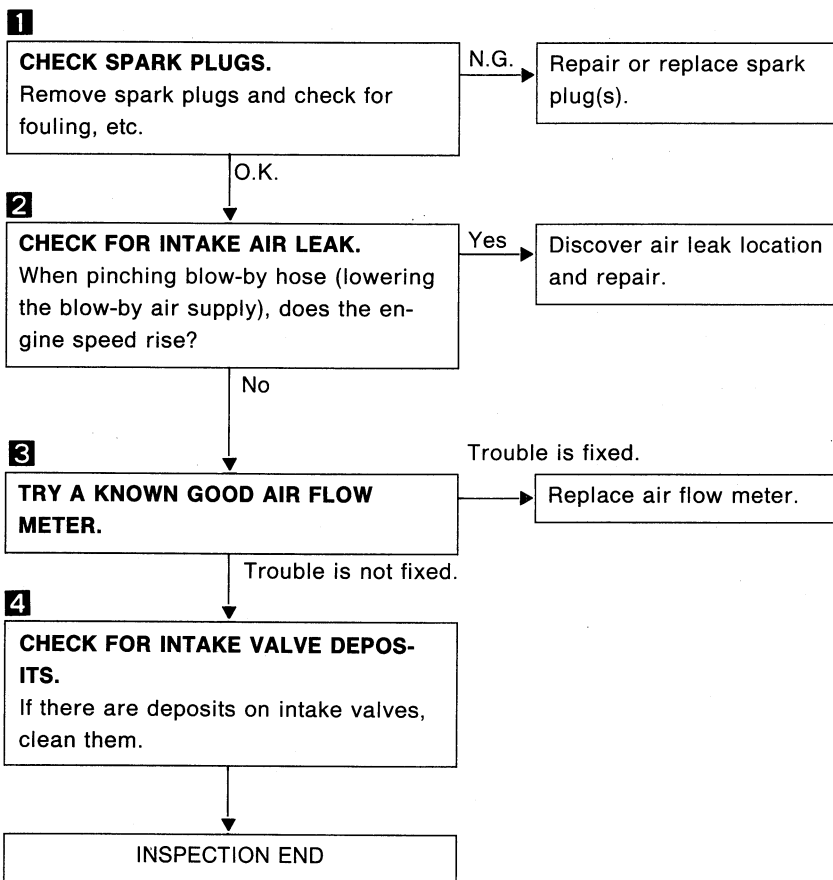 1
CHECK SPARK PLUGS.
Remove spark plugs and check for
fouling, etc.
N.G.
Repair or replace spark
plug(s).
O.K.
2
CHECK FOR INTAKE AIR LEAK.
When pinching blow-by hose (lowering
the blow-by air supply), does the en-
gine speed rise?
Yes
Discover air leak location
and repair.
No
3
TRY A KNOWN GOOD AIR FLOW
METER.
Trouble is fixed.
Replace air flow meter.
Trouble is not fixed.
4
CHECK FOR INTAKE VALVE DEPOS-
ITS.
If there are deposits on intake valves,
clean them.
INSPECTION END